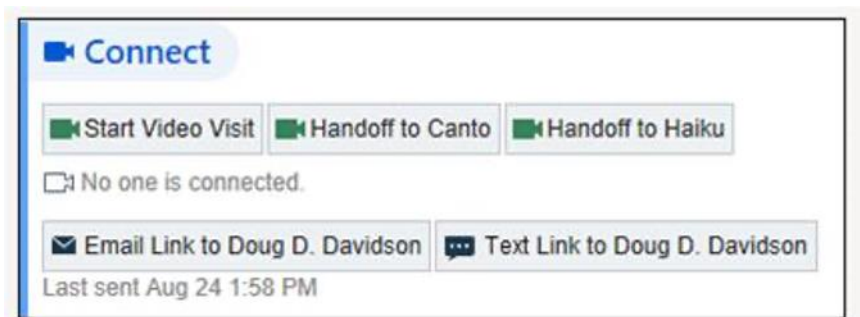 Connect
Start Video Visit Handoff to Canto Handoff to Haiku
No one is connected.
Email Link to Doug D. Davidson Text Link to Doug D. Davidson
Last sent Aug 24 1:58 PM